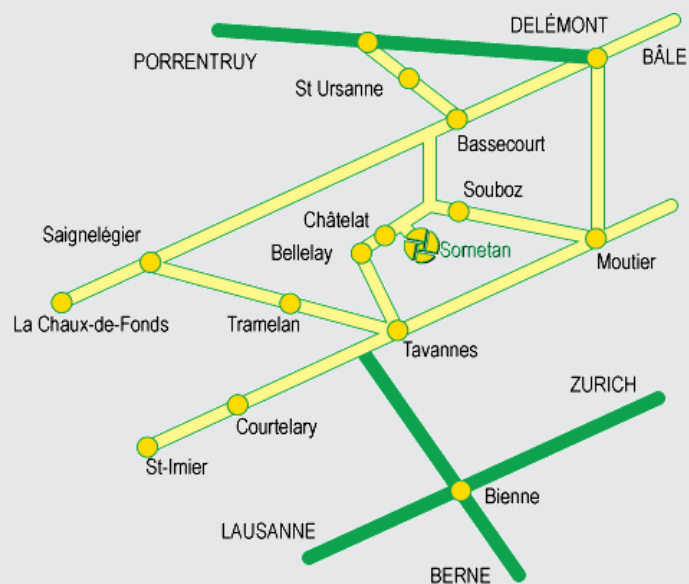 DELÉMONT
BÂLE
PORRENTRUY
St Ursanne
Bassecourt
Souboz
Châtelat
Saignelégier
Bellelay
Sornetan
Moutier
La Chaux-de-Fonds
Tramelan
Tavannes
ZURICH
Courtelary
St-Imier
Bienne
LAUSANNE
BERNE